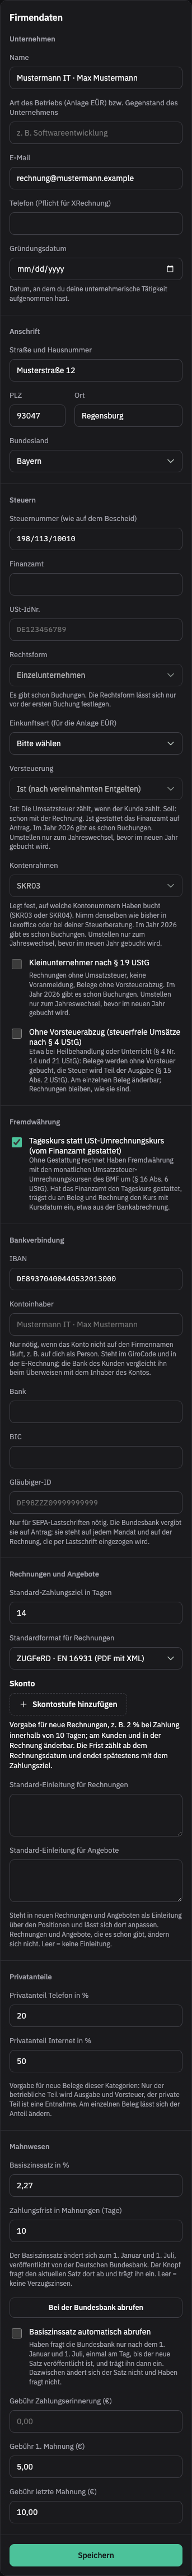 Firmendaten
Unternehmen
Name
Mustermann IT · Max Mustermann
Art des Betriebs (Anlage EÜR) bzw. Gegenstand des
Unternehmens
z. B. Softwareentwicklung
E-Mail
rechnung@mustermann.example
Telefon (Pflicht für XRechnung)
Gründungsdatum
mm/dd/yyyy
Datum, an dem du deine unternehmerische Tätigkeit
aufgenommen hast.
Anschrift
Straße und Hausnummer
Musterstraße 12
PLZ Ort
93047 Regensburg
Bundesland
Bayern
Steuern
Steuernummer (wie auf dem Bescheid)
198/113/10010
Finanzamt
USt-IdNr.
DE123456789
Rechtsform
Einzelunternehmen
Es gibt schon Buchungen. Die Rechtsform lässt sich nur
vor der ersten Buchung festlegen.
Einkunftsart (für die Anlage EÜR)
Bitte wählen
Versteuerung
Ist (nach vereinnahmten Entgelten)
Ist: Die Umsatzsteuer zählt, wenn der Kunde zahlt. Soll:
schon mit der Rechnung. Ist gestattet das Finanzamt auf
Antrag. Im Jahr 2026 gibt es schon Buchungen.
Umstellen nur zum Jahreswechsel, bevor im neuen Jahr
gebucht wird.
Kontenrahmen
SKR03
Legt fest, auf welche Kontonummern Haben bucht
(SKR03 oder SKR04). Nimm denselben wie bisher in
Lexoffice oder bei deiner Steuerberatung. Im Jahr 2026
gibt es schon Buchungen. Umstellen nur zum
Jahreswechsel, bevor im neuen Jahr gebucht wird.
Kleinunternehmer nach § 19 UStG
Rechnungen ohne Umsatzsteuer, keine
Voranmeldung, Belege ohne Vorsteuerabzug. Im
Jahr 2026 gibt es schon Buchungen. Umstellen
nur zum Jahreswechsel, bevor im neuen Jahr
gebucht wird.
Ohne Vorsteuerabzug (steuerfreie Umsätze
nach § 4 UStG)
Etwa bei Heilbehandlung oder Unterricht (§ 4 Nr.
14 und 21 UStG): Belege werden ohne Vorsteuer
gebucht, die Steuer wird Teil der Ausgabe (§ 15
Abs. 2 UStG). Am einzelnen Beleg änderbar;
Rechnungen bleiben, wie sie sind.
Fremdwährung
Tageskurs statt USt-Umrechnungskurs
(vom Finanzamt gestattet)
Ohne Gestattung rechnet Haben Fremdwährung
mit den monatlichen Umsatzsteuer-
Umrechnungskursen des BMF um (§ 16 Abs. 6
UStG). Hat das Finanzamt den Tageskurs gestattet,
trägst du an Beleg und Rechnung den Kurs mit
Kursdatum ein, etwa aus der Bankabrechnung.
Bankverbindung
IBAN
DE89370400440532013000
Kontoinhaber
Mustermann IT · Max Mustermann
Nur nötig, wenn das Konto nicht auf den Firmennamen
läuft, z. B. auf dich als Person. Steht im GiroCode und in
der E-Rechnung; die Bank des Kunden vergleicht ihn
beim Überweisen mit dem Inhaber des Kontos.
Bank
BIC
Gläubiger-ID
DE98ZZZ09999999999
Nur für SEPA-Lastschriften nötig. Die Bundesbank vergibt
sie auf Antrag; sie steht auf jedem Mandat und auf der
Rechnung, die per Lastschrift eingezogen wird.
Rechnungen und Angebote
Standard-Zahlungsziel in Tagen
14
Standardformat für Rechnungen
ZUGFeRD · EN 16931 (PDF mit XML)
Skonto
+ Skontostufe hinzufügen
Vorgabe für neue Rechnungen, z. B. 2 % bei Zahlung
innerhalb von 10 Tagen; am Kunden und in der
Rechnung änderbar. Die Frist zählt ab dem
Rechnungsdatum und endet spätestens mit dem
Zahlungsziel.
Standard-Einleitung für Rechnungen
Standard-Einleitung für Angebote
Steht in neuen Rechnungen und Angeboten als Einleitung
über den Positionen und lässt sich dort anpassen.
Rechnungen und Angebote, die es schon gibt, ändern
sich nicht. Leer = keine Einleitung.
Privatanteile
Privatanteil Telefon in %
20
Privatanteil Internet in %
50
Vorgabe für neue Belege dieser Kategorien: Nur der
betriebliche Teil wird Ausgabe und Vorsteuer, der private
Teil ist eine Entnahme. Am einzelnen Beleg lässt sich der
Anteil ändern.
Mahnwesen
Basiszinssatz in %
2,27
Zahlungsfrist in Mahnungen (Tage)
10
Der Basiszinssatz ändert sich zum 1. Januar und 1. Juli,
veröffentlicht von der Deutschen Bundesbank. Der Knopf
fragt den aktuellen Satz dort ab und trägt ihn ein. Leer =
keine Verzugszinsen.
Bei der Bundesbank abrufen
Basiszinssatz automatisch abrufen
Haben fragt die Bundesbank nur nach dem 1.
Januar und 1. Juli, einmal am Tag, bis der neue
Satz veröffentlicht ist, und trägt ihn dann ein.
Dazwischen ändert sich der Satz nicht und Haben
fragt nicht.
Gebühr Zahlungserinnerung (€)
0,00
Gebühr 1. Mahnung (€)
5,00
Gebühr letzte Mahnung (€)
10,00
Speichern